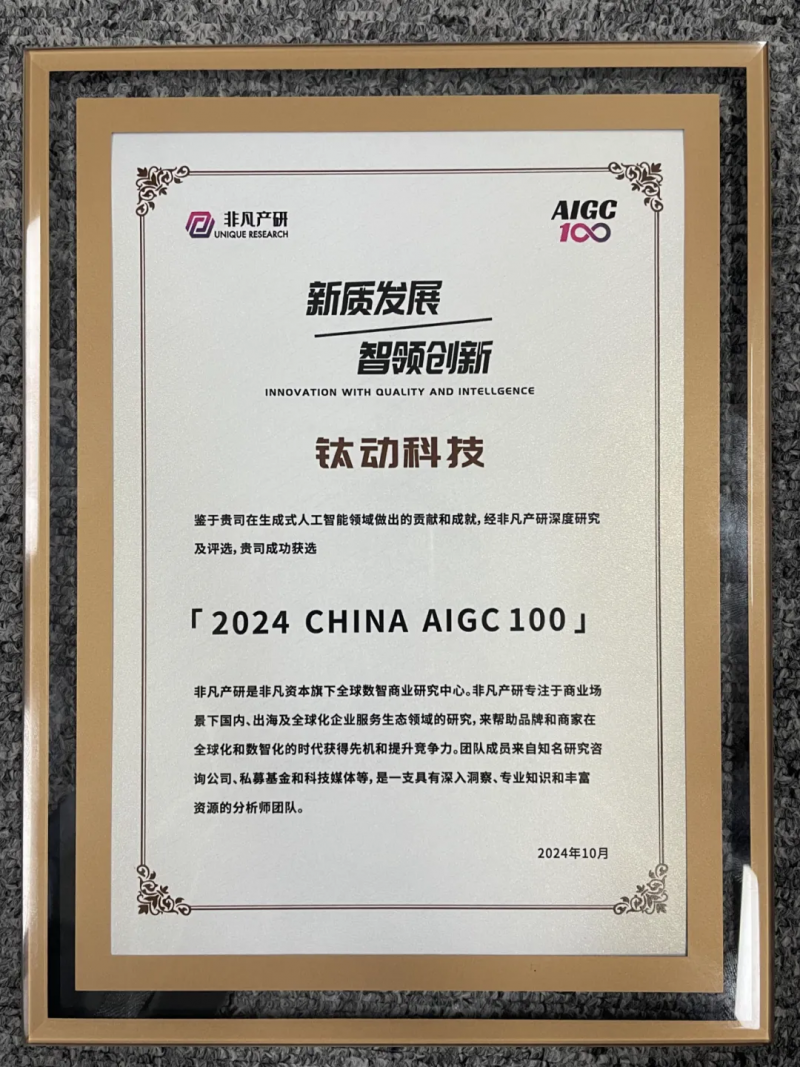 非凡产研
UNIQUE RESEARCH
AIGC
100
新质发展
智领创新
INNOVATION WITH QUALITY AND INTELLGENCE
钛动科技
鉴于贵司在生成式人工智能领域做出的贡献和成就,经非凡产研深度研究
及评选,贵司成功获选
「2024 CHINA AIGC 100」
非凡产研是非凡资本旗下全球数智商业研究中心。非凡产研专注于商业场
景下国内、出海及全球化企业服务生态领域的研究,来帮助品牌和商家在
全球化和数智化的时代获得先机和提升竞争力。团队成员来自知名研究咨
询公司、私募基金和科技媒体等,是一支具有深入洞察、专业知识和丰富
资源的分析师团队。
2024年10月